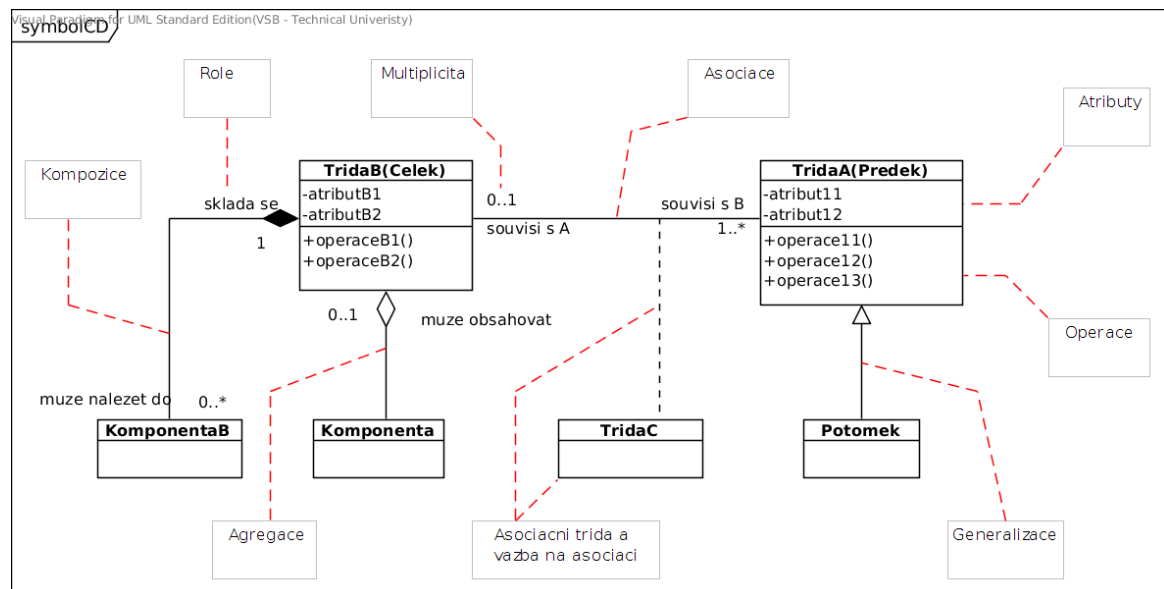 Visual Paradigm for UML Standard Edition(VSB - Technical Univeristy)
symbolCD
Role
Multiplicita
Asociace
Atributy
Kompozice
TridaB(Celek)
-atributB1
-atributB2
+operaceB1()
+operaceB2()
TridaA(Predek)
-atribut11
-atribut12
+operace11()
+operace12()
+operace13()
sklada se
1
0..1
souvisi s A
souvisi s B
1..*
0..1
muze obsahovat
Operace
muze nalezet do
0..*
KomponentaB
Komponenta
TridaC
Potomek
Agregace
Asociacni trida a
vazba na asociaci
Generalizace